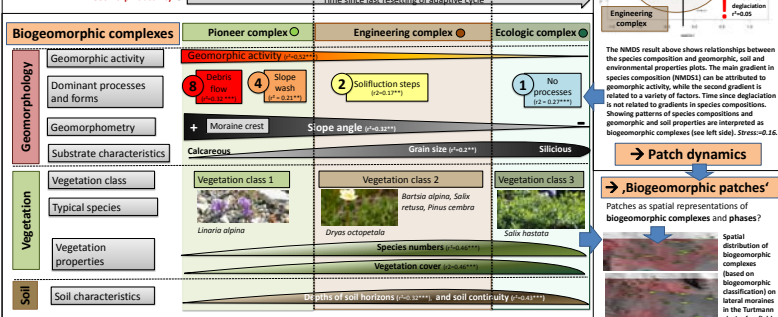 Time since last resetting of adaptive cycle
Biogeomorphic complexes
Pioneer complex
Engineering complex
Ecologic complex
Geomorphology
Geomorphic activity
Geomorphic activity (r²=0,52***)
Dominant processes
and forms
8 Debris
flow
(r²=0.32 ***)
4 Slope
wash
(r² = 0.21**)
2 Solifluction steps
(r2=0.17**)
1 No
processes
(r2 = 0.27***)
Geomorphometry
+ Moraine crest
Slope angle (r²=0.32**)
-
Substrate characteristics
Calcareous
Grain size (r²=0.2**)
Silicious
Vegetation
Vegetation class
Vegetation class 1
Vegetation class 2
Vegetation class 3
Typical species
Bartsia alpina, Salix
retusa, Pinus cembra
Linaria alpina
Dryas octopetala
Salix hastata
Vegetation
properties
Species numbers (r²=0.46***)
Vegetation cover (r2=0.46***)
Soil
Soil characteristics
Depths of soil horizons (r²=0.32***), and soil continuity (r²=0.43***)
Engineering
complex
!
deglaciation
r²=0.05
The NMDS result above shows relationships between
the species composition and geomorphic, soil and
environmental properties plots. The main gradient in
species composition (NMDS1) can be attributed to
geomorphic activity, while the second gradient is
related to a variety of factors. Time since deglaciation
is not related to gradients in species compositions.
Showing patterns of species compositions and
geomorphic and soil properties are interpreted as
biogeomorphic complexes (see left side). Stress:=0.16.
→ Patch dynamics
→ ‚Biogeomorphic patches‘
Patches as spatial representations of
biogeomorphic complexes and phases?
Spatial
distribution of
biogeomorphic
complexes
(based on
biogeomorphic
classification) on
lateral moraines
in the Turtmann